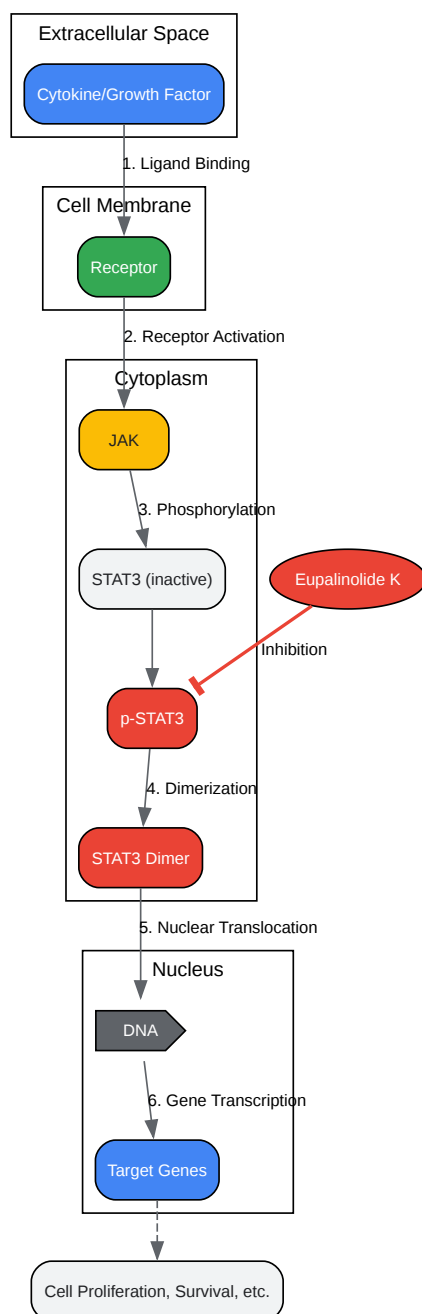 Extracellular Space
Cytokine/Growth Factor
1. Ligand Binding
Cell Membrane
Receptor
2. Receptor Activation
Cytoplasm
JAK
3. Phosphorylation
STAT3 (inactive)
Eupalinolide K
Inhibition
p-STAT3
4. Dimerization
STAT3 Dimer
5. Nuclear Translocation
Nucleus
DNA
6. Gene Transcription
Target Genes
Cell Proliferation, Survival, etc.